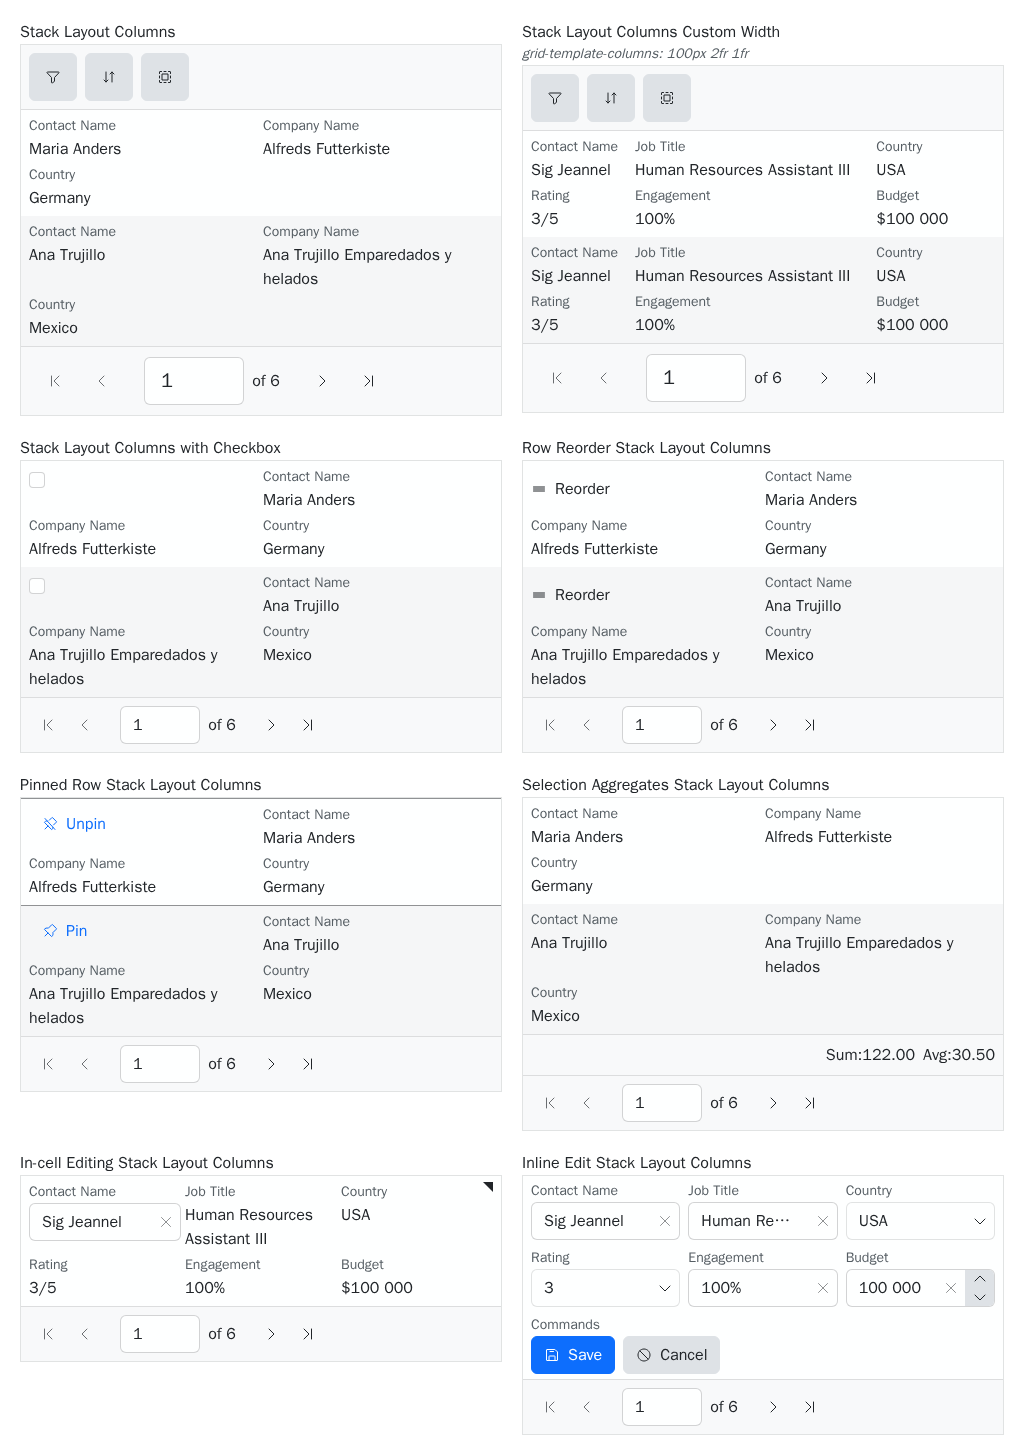 Stack Layout Columns
Contact Name Company Name
Maria Anders Alfreds Futterkiste
Country
Germany
Contact Name Company Name
Ana Trujillo Ana Trujillo Emparedados y
helados
Country
Mexico
1 of 6
Stack Layout Columns Custom Width
grid-template-columns: 100px 2fr 1fr
Contact Name Job Title Country
Sig Jeannel Human Resources Assistant III USA
Rating Engagement Budget
3/5 100% $100 000
Contact Name Job Title Country
Sig Jeannel Human Resources Assistant III USA
Rating Engagement Budget
3/5 100% $100 000
1 of 6
Stack Layout Columns with Checkbox
Contact Name
Maria Anders
Company Name Country
Alfreds Futterkiste Germany
Contact Name
Ana Trujillo
Company Name Country
Ana Trujillo Emparedados y Mexico
helados
1 of 6
Row Reorder Stack Layout Columns
Contact Name
Reorder
Maria Anders
Company Name Country
Alfreds Futterkiste Germany
Contact Name
Reorder
Ana Trujillo
Company Name Country
Ana Trujillo Emparedados y Mexico
helados
1 of 6
Pinned Row Stack Layout Columns
Contact Name
Unpin
Maria Anders
Company Name Country
Alfreds Futterkiste Germany
Contact Name
Pin
Ana Trujillo
Company Name Country
Ana Trujillo Emparedados y Mexico
helados
1 of 6
Selection Aggregates Stack Layout Columns
Contact Name Company Name
Maria Anders Alfreds Futterkiste
Country
Germany
Contact Name Company Name
Ana Trujillo Ana Trujillo Emparedados y
helados
Country
Mexico
Sum:122.00 Avg:30.50
1 of 6
In-cell Editing Stack Layout Columns
Contact Name Job Title Country
Sig Jeannel Human Resources USA
Assistant III
Rating Engagement Budget
3/5 100% $100 000
1 of 6
Inline Edit Stack Layout Columns
Contact Name Job Title Country
Sig Jeannel Human Re··· USA
Rating Engagement Budget
3 100% 100 000
Commands
Save Cancel
1 of 6